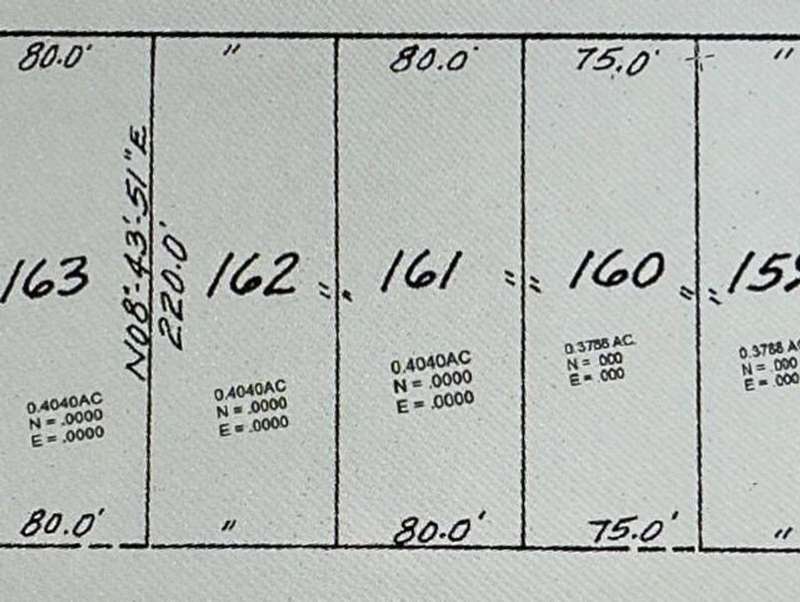 80.0'
"
80.0'
75.0'
"
N08°-43'-51"E
220.0'
163
162
161
160
0.4040AC
N = .0000
E = .0000
0.4040AC
N = .0000
E = .0000
0.4040AC
N = .0000
E = .0000
0.3788 AC.
N = .000
E = .000
0.3788 AC
N = .000
E = .000
80.0'
"
80.0'
75.0'
"